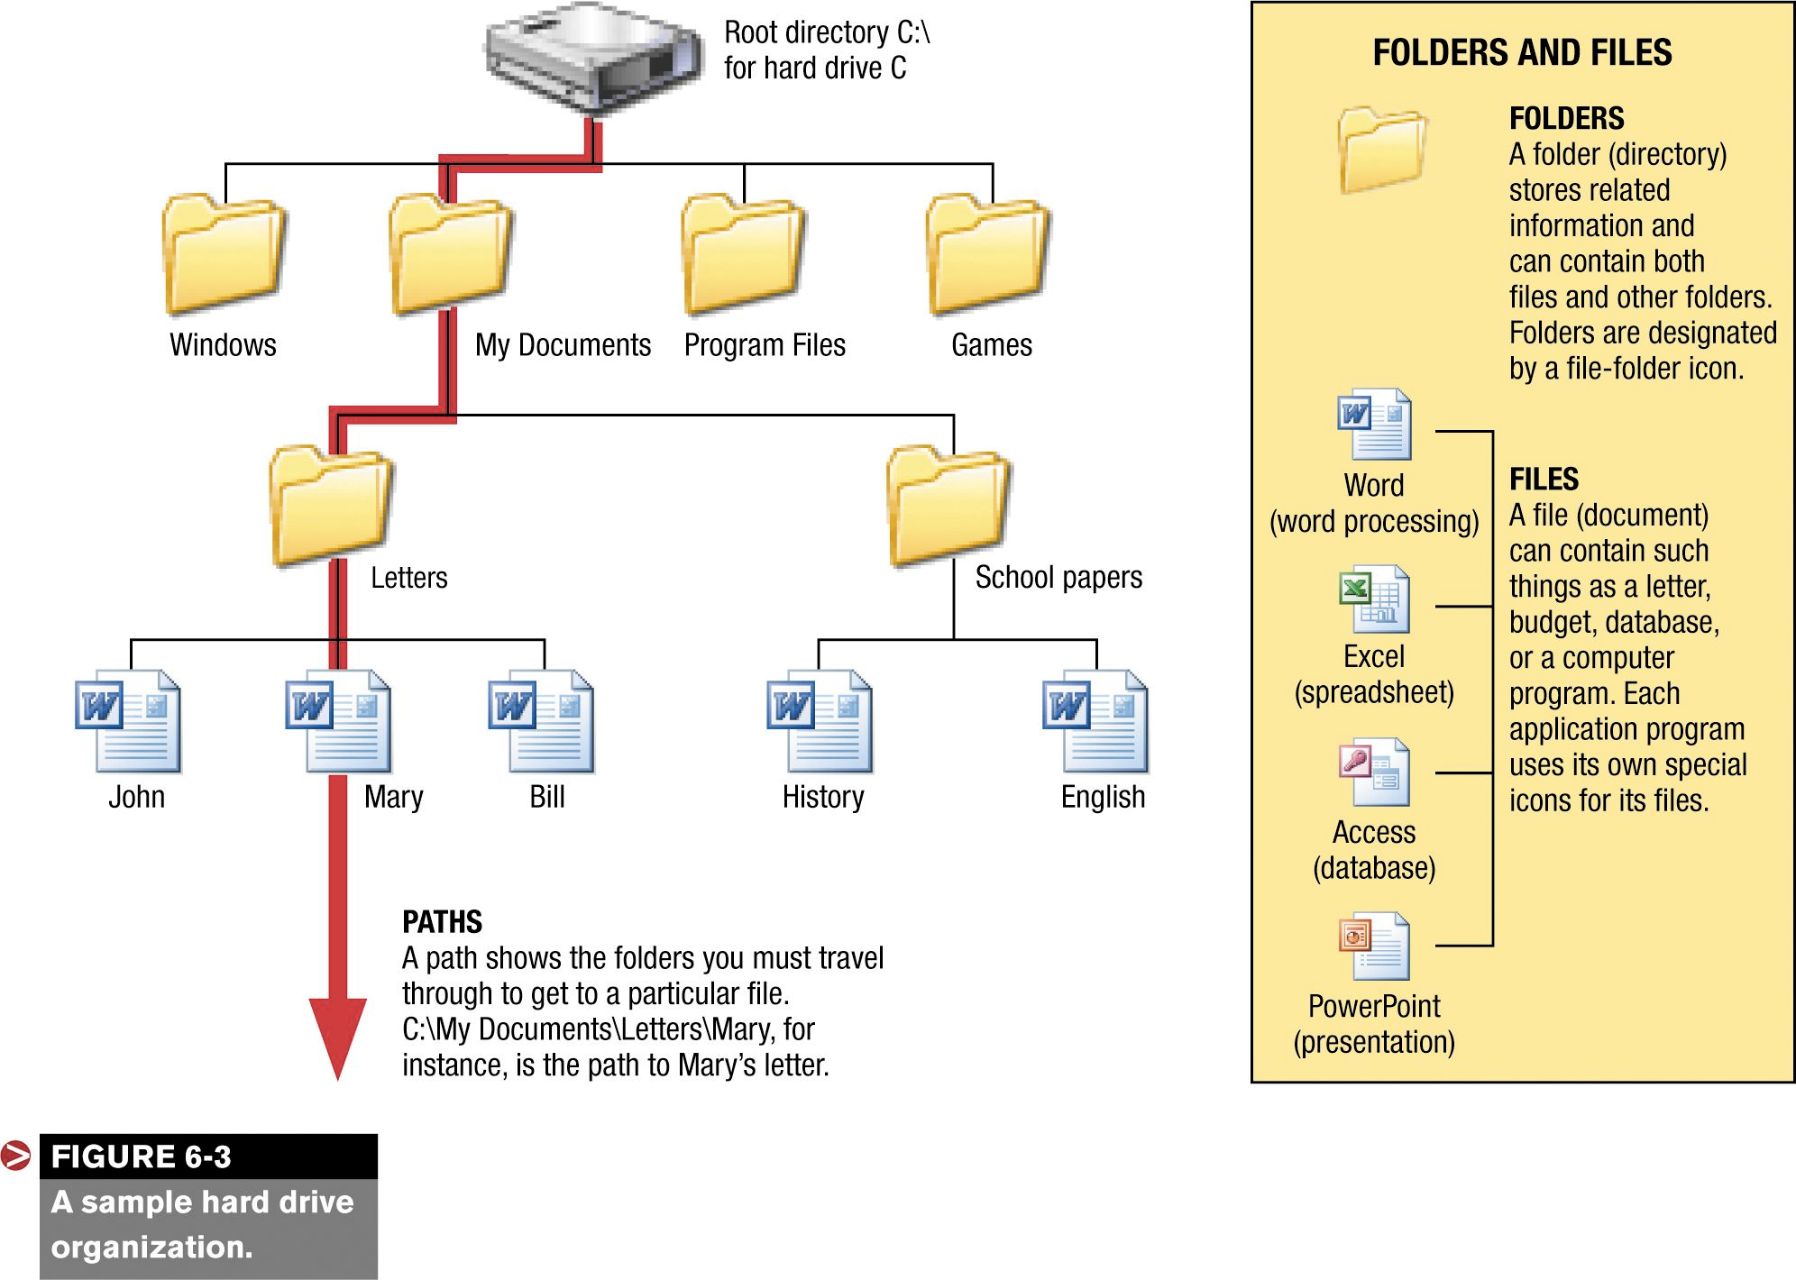 Root directory C:\
for hard drive C
Windows
My Documents
Program Files
Games
Letters
School papers
John
Mary
Bill
History
English
PATHS
A path shows the folders you must travel
through to get to a particular file.
C:\My Documents\Letters\Mary, for
instance, is the path to Mary's letter.
FOLDERS AND FILES
FOLDERS
A folder (directory)
stores related
information and
can contain both
files and other folders.
Folders are designated
by a file-folder icon.
W
Word
(word processing)
Excel
(spreadsheet)
Access
(database)
PowerPoint
(presentation)
FILES
A file (document)
can contain such
things as a letter,
budget, database,
or a computer
program. Each
application program
uses its own special
icons for its files.
FIGURE 6-3
A sample hard drive
organization.